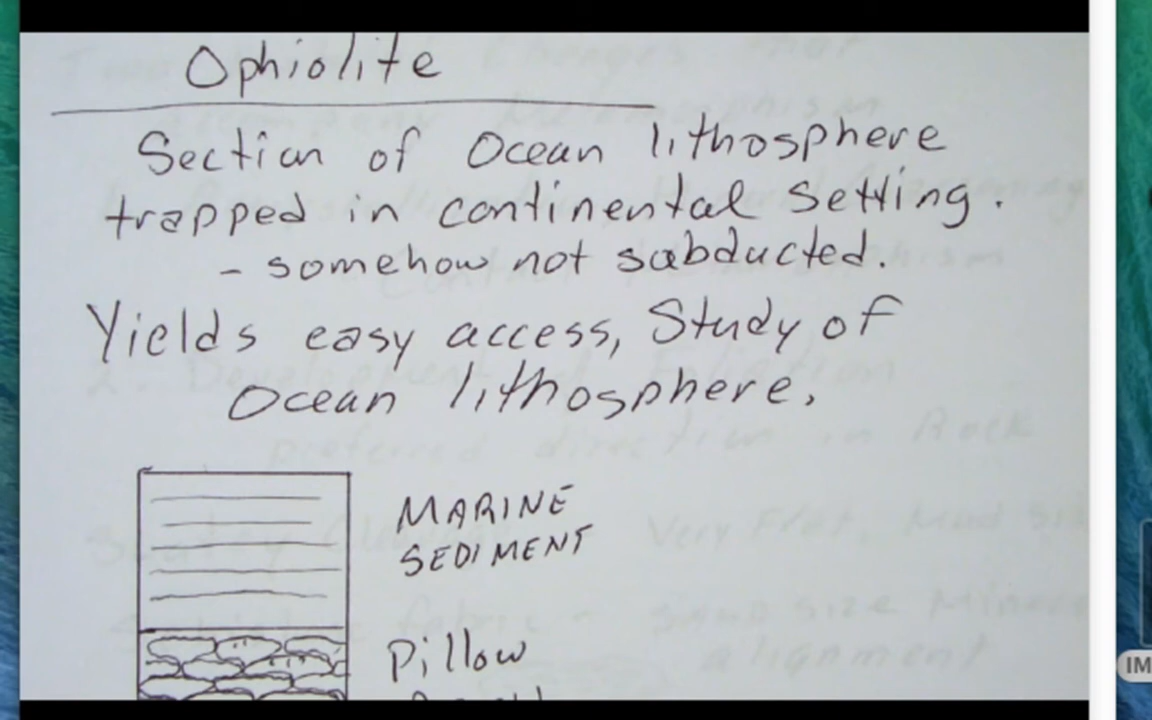 Ophiolite
Section of Ocean lithosphere
trapped in continental Setting.
- somehow not subducted.
Yields easy access, Study of
Ocean lithosphere.
MARINE
SEDIMENT
Pillow
IM